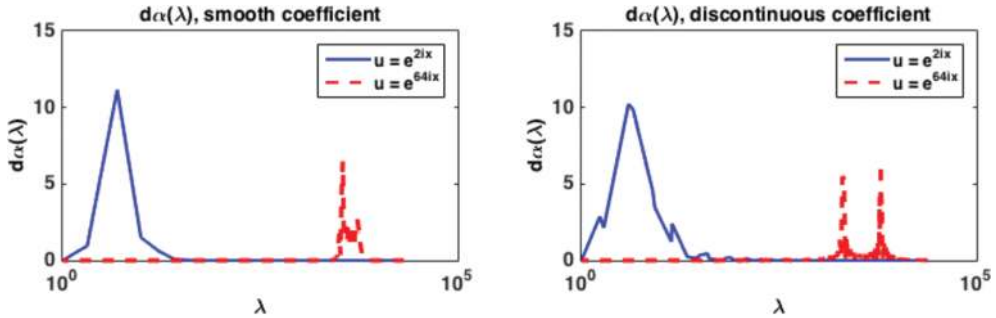 dα(λ), smooth coefficient
15
10
5
0
dα(λ)
u = e^{2ix}
u = e^{64ix}
10^0
10^5
λ
dα(λ), discontinuous coefficient
15
10
5
0
dα(λ)
u = e^{2ix}
u = e^{64ix}
10^0
10^5
λ